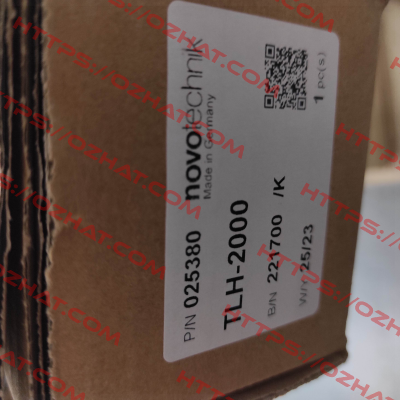 novotechnik
Made in Germany
P/N 025380
1 pc(s)
TLH-2000
B/N 221700 /K
W/Y 25/23
HTTPS://OZHAT.COM/